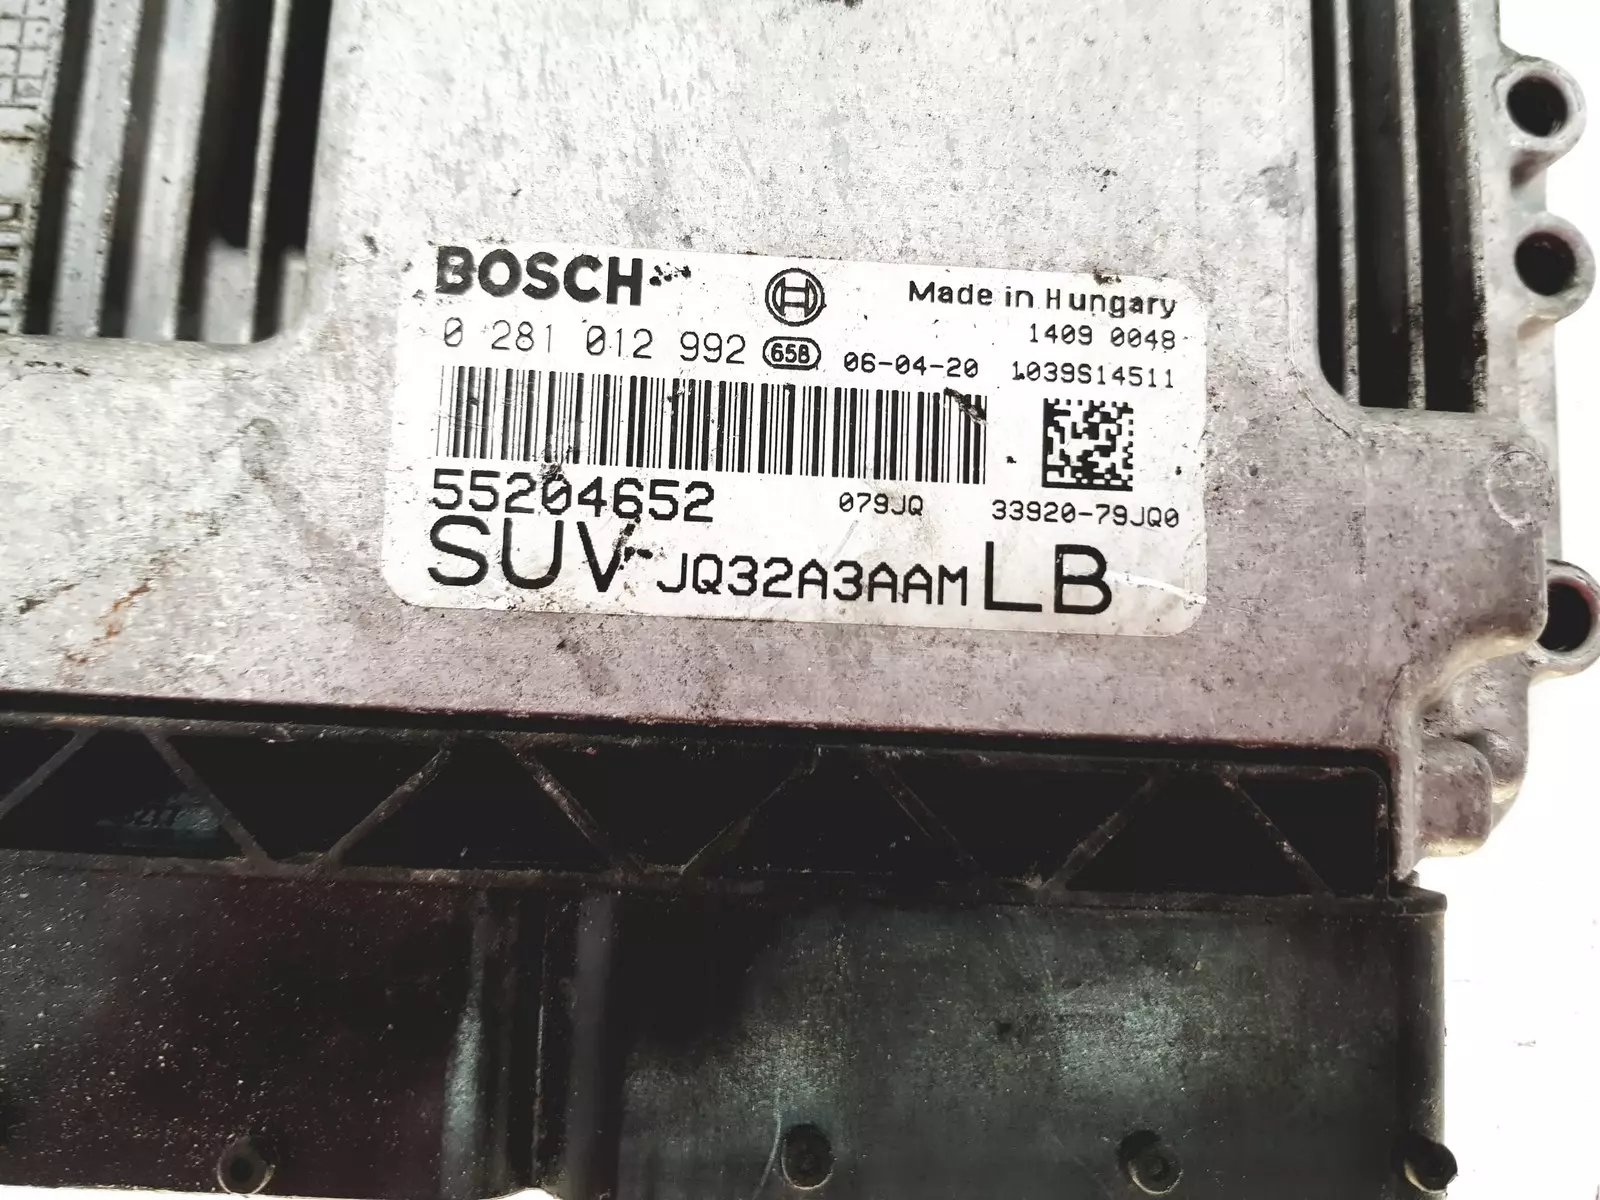 BOSCH
Made in Hungary
0 281 012 992 658 06-04-20
1409 0048
1039S14511
55204652 079JQ 33920-79JQ0
SUV JQ32A3AAM LB